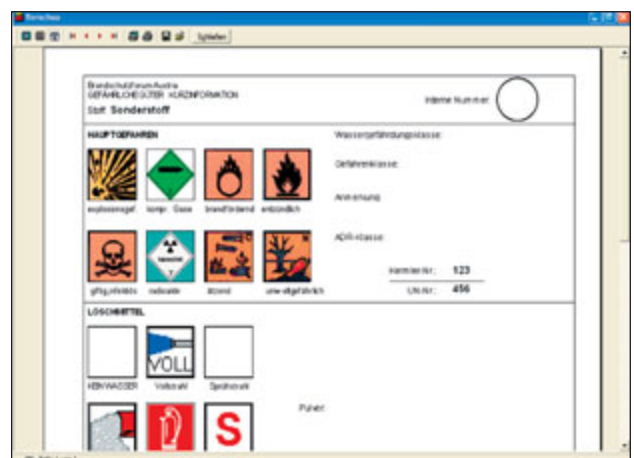 Vorschau
Schließen
Brandschutzforum Austria
GEFÄHRLICHE GÜTER KURZINFORMATION
Stoff: Sonderstoff
Interne Nummer:
HAUPTGEFAHREN
Wassergefährdungsklasse:
Gefahrenklasse:
Anmerkung:
explosionsgef. kompr. Gase brandfördernd entzündlich
ADR-Klasse:
giftig,infektiös radioaktiv ätzend umweltgefährlich
Kemler Nr.: 123
UN-Nr.: 456
LÖSCHMITTEL
VOLL
KEIN WASSER Vollstrahl Sprühstrahl
Pulver:
S